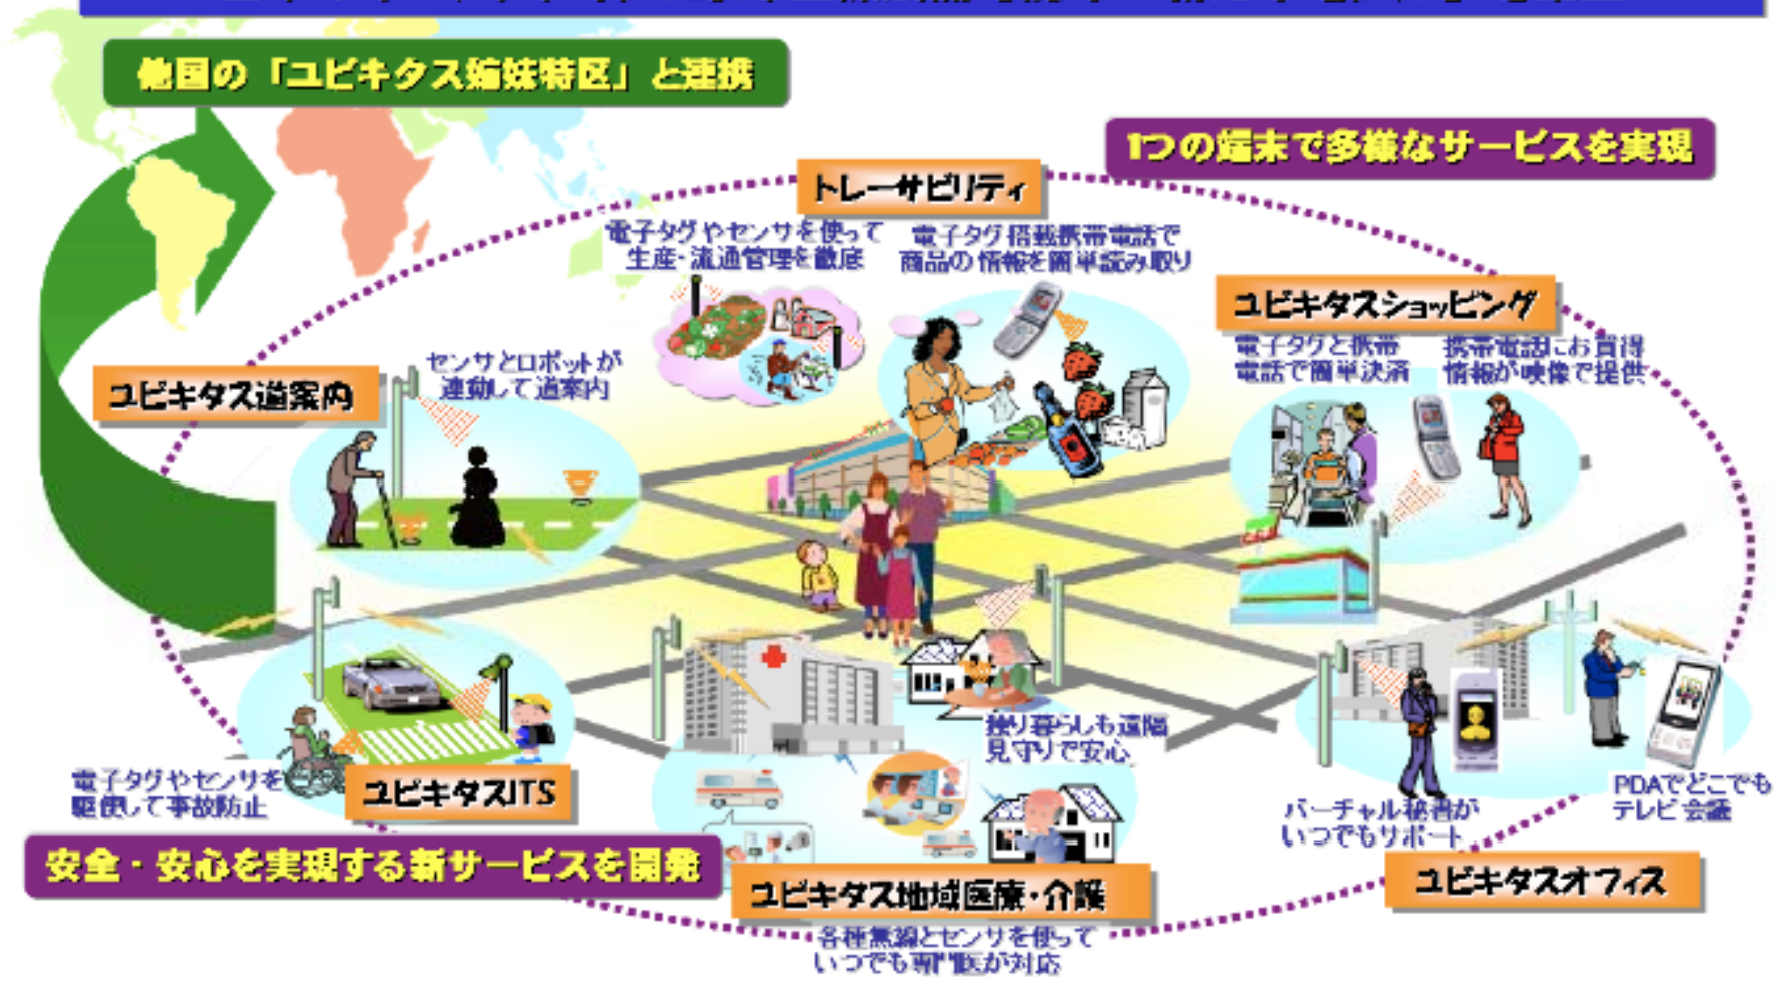 他国の「ユビキタス姉妹特区」と連携
1つの端末で多様なサービスを実現
トレーサビリティ
電子タグやセンサを使って
生産・流通管理を徹底
電子タグ搭載携帯電話で
商品の情報を簡単読み取り
ユビキタスショッピング
電子タグと携帯
電話で簡単決済
携帯電話にお買得
情報が映像で提供
ユビキタス道案内
センサとロボットが
連動して道案内
電子タグやセンサを
駆使して事故防止
ユビキタスITS
独り暮らしも遠隔
見守りで安心
バーチャル秘書が
いつでもサポート
PDAでどこでも
テレビ会議
安全・安心を実現する新サービスを開発
ユビキタス地域医療・介護
各種無線とセンサを使って
いつでも専門医が対応
ユビキタスオフィス